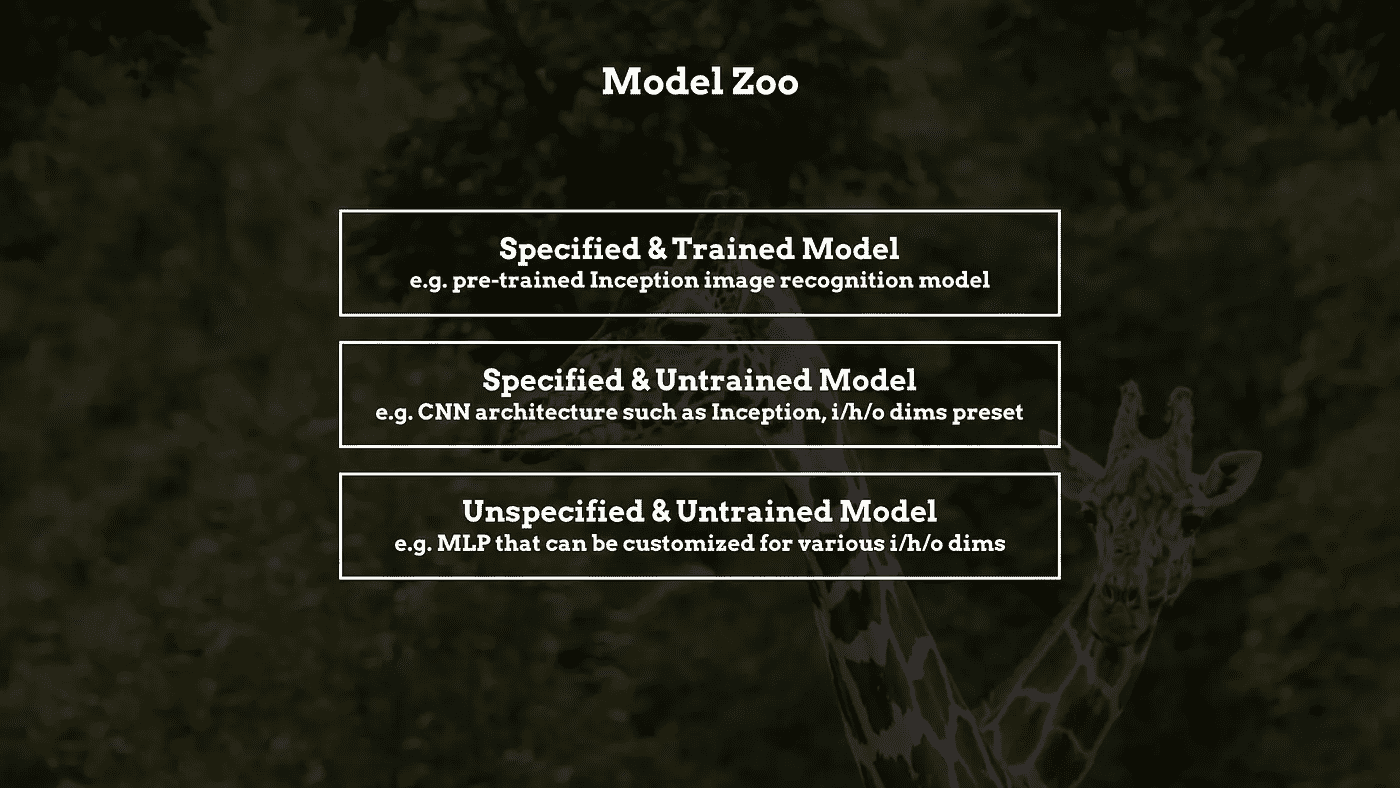 Model Zoo
Specified & Trained Model
e.g. pre-trained Inception image recognition model
Specified & Untrained Model
e.g. CNN architecture such as Inception, i/h/o dims preset
Unspecified & Untrained Model
e.g. MLP that can be customized for various i/h/o dims